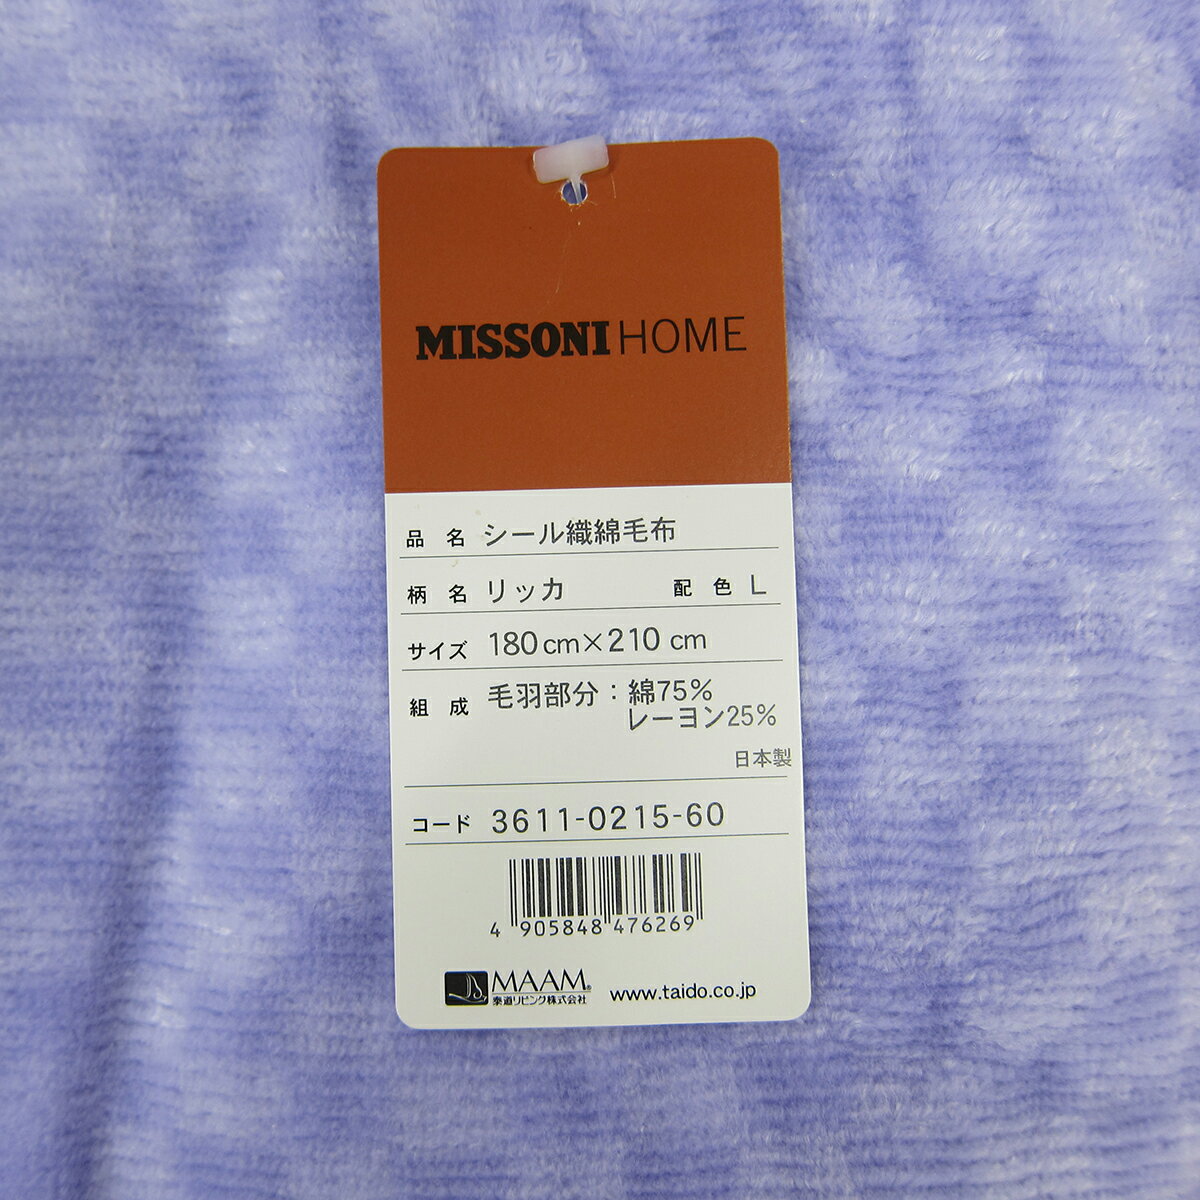 MISSONI HOME
品名 シール織綿毛布
柄名 リッカ 配色 L
サイズ 180cm×210cm
組成 毛羽部分：綿75%
レーヨン25%
日本製
コード 3611-0215-60
4 905848 476269
MAAM®
泰道リビング株式会社 www.taido.co.jp